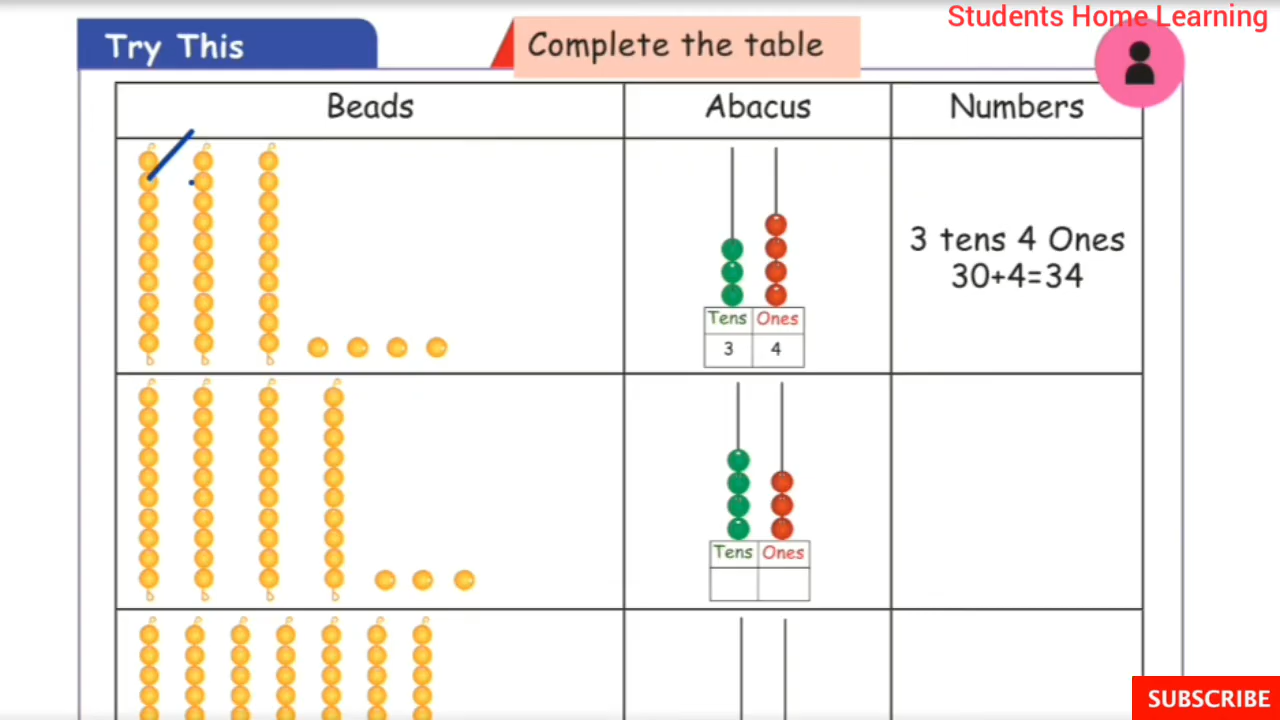 Students Home Learning
Try This
Complete the table
Beads
Abacus
Numbers
3 tens 4 Ones
30+4=34
Tens Ones
3 4
Tens Ones
SUBSCRIBE